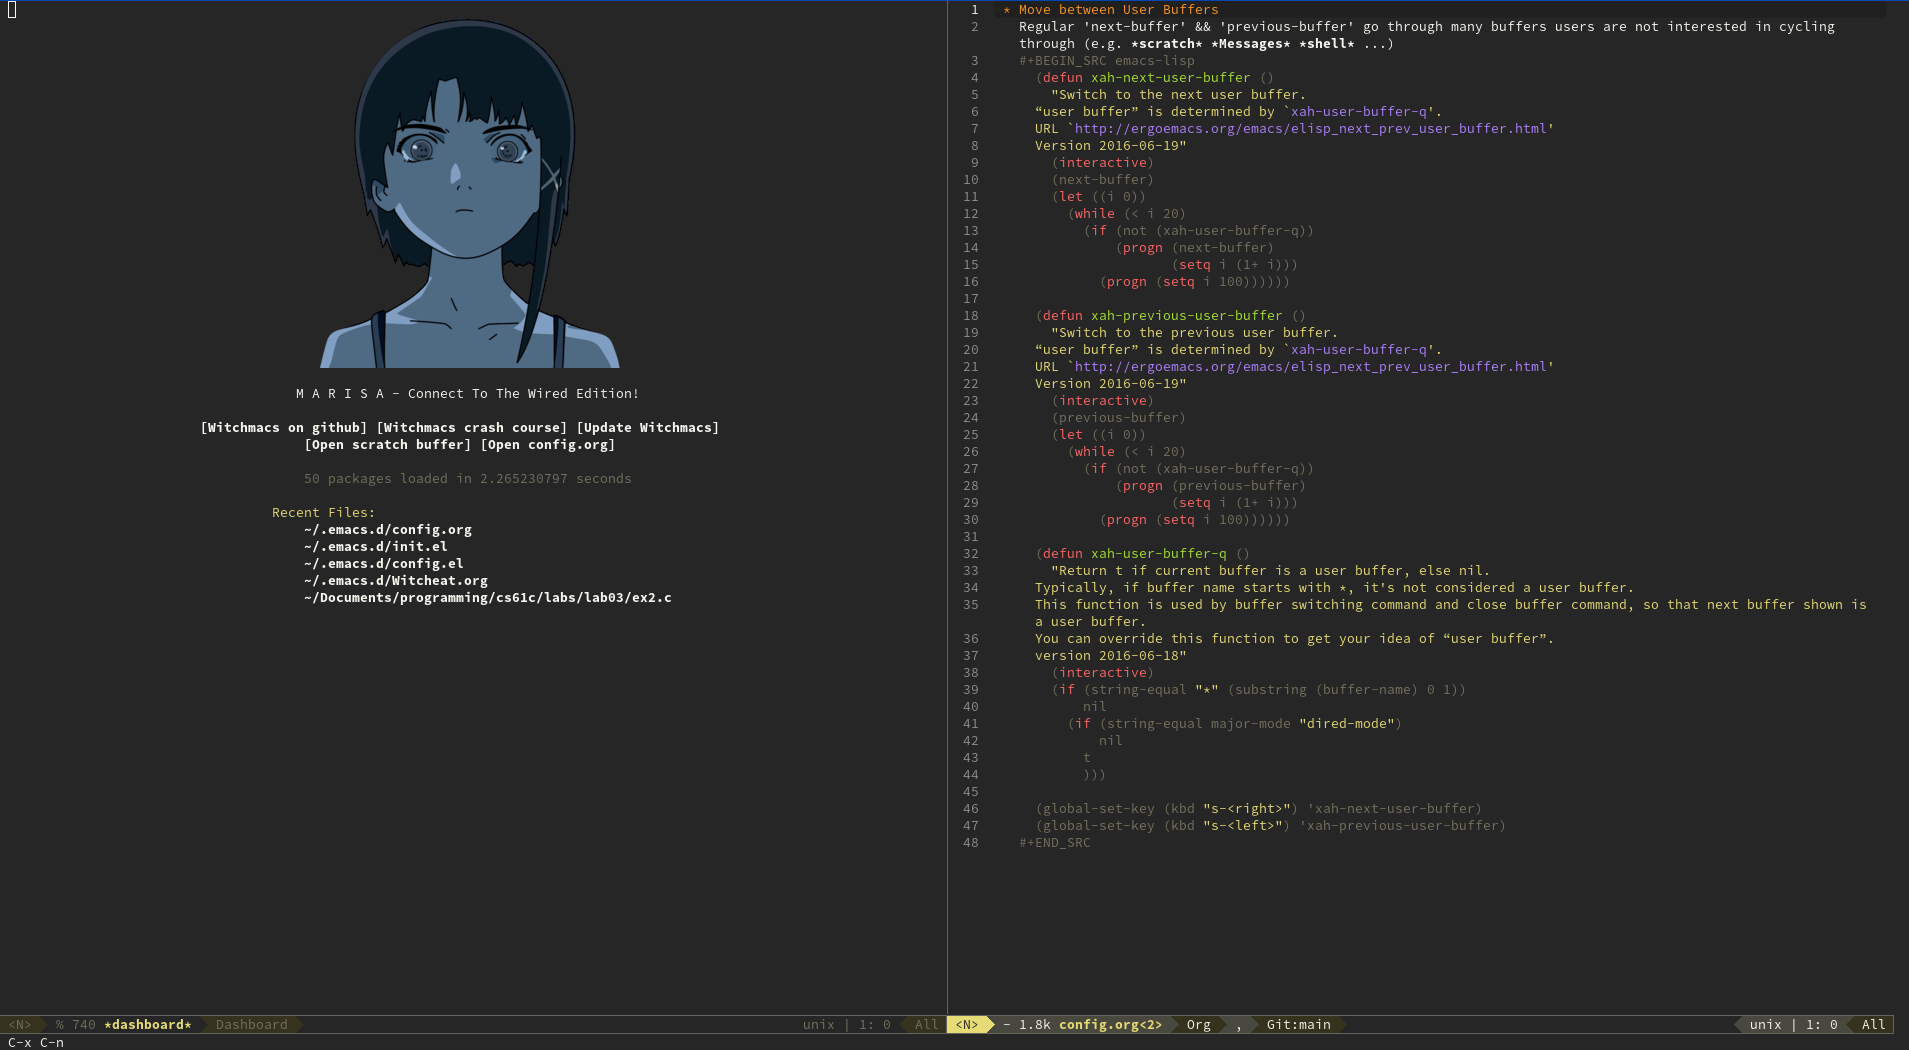 M A R I S A - Connect To The Wired Edition!
[Witchmacs on github] [Witchmacs crash course] [Update Witchmacs]
[Open scratch buffer] [Open config.org]
50 packages loaded in 2.265230797 seconds
Recent Files:
~/.emacs.d/config.org
~/.emacs.d/init.el
~/.emacs.d/config.el
~/.emacs.d/Witcheat.org
~/Documents/programming/cs61c/labs/lab03/ex2.c
<N> % 740 *dashboard* Dashboard unix | 1: 0 All
1 * Move between User Buffers
2 Regular 'next-buffer' && 'previous-buffer' go through many buffers users are not interested in cycling
through (e.g. *scratch* *Messages* *shell* ...)
3 #+BEGIN_SRC emacs-lisp
4 (defun xah-next-user-buffer ()
5 "Switch to the next user buffer.
6 “user buffer” is determined by `xah-user-buffer-q'.
7 URL `http://ergoemacs.org/emacs/elisp_next_prev_user_buffer.html'
8 Version 2016-06-19"
9 (interactive)
10 (next-buffer)
11 (let ((i 0))
12 (while (< i 20)
13 (if (not (xah-user-buffer-q))
14 (progn (next-buffer)
15 (setq i (1+ i)))
16 (progn (setq i 100))))))
17
18 (defun xah-previous-user-buffer ()
19 "Switch to the previous user buffer.
20 “user buffer” is determined by `xah-user-buffer-q'.
21 URL `http://ergoemacs.org/emacs/elisp_next_prev_user_buffer.html'
22 Version 2016-06-19"
23 (interactive)
24 (previous-buffer)
25 (let ((i 0))
26 (while (< i 20)
27 (if (not (xah-user-buffer-q))
28 (progn (previous-buffer)
29 (setq i (1+ i)))
30 (progn (setq i 100))))))
31
32 (defun xah-user-buffer-q ()
33 "Return t if current buffer is a user buffer, else nil.
34 Typically, if buffer name starts with *, it's not considered a user buffer.
35 This function is used by buffer switching command and close buffer command, so that next buffer shown is
a user buffer.
36 You can override this function to get your idea of “user buffer”.
37 version 2016-06-18"
38 (interactive)
39 (if (string-equal "*" (substring (buffer-name) 0 1))
40 nil
41 (if (string-equal major-mode "dired-mode")
42 nil
43 t
44 )))
45
46 (global-set-key (kbd "s-<right>") 'xah-next-user-buffer)
47 (global-set-key (kbd "s-<left>") 'xah-previous-user-buffer)
48 #+END_SRC
<N> - 1.8k config.org<2> Org , Git:main unix | 1: 0 All
C-x C-n